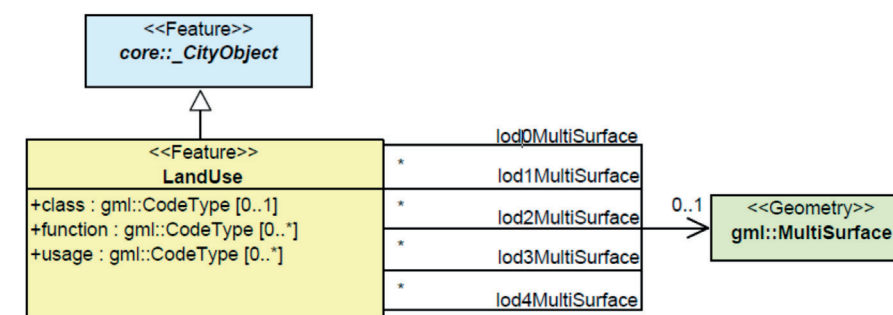 <<Feature>>
core::_CityObject
<<Feature>>
LandUse
+class : gml::CodeType [0..1]
+function : gml::CodeType [0..*]
+usage : gml::CodeType [0..*]
lod0MultiSurface
*
lod1MultiSurface
*
lod2MultiSurface
*
lod3MultiSurface
*
lod4MultiSurface
0..1
<<Geometry>>
gml::MultiSurface